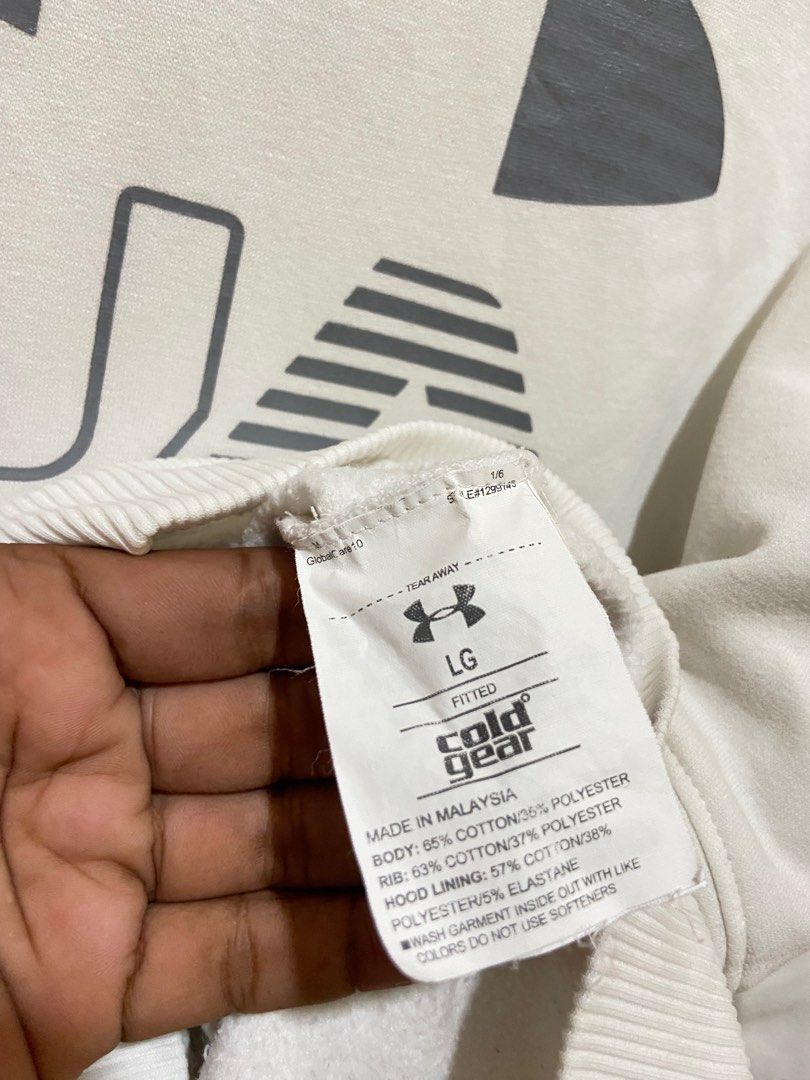 1/6
GlobalCare10
TEAR AWAY
LG
FITTED
cold
gear
MADE IN MALAYSIA
BODY: 65% COTTON/35% POLYESTER
RIB: 63% COTTON/37% POLYESTER
HOOD LINING: 57% COTTON/38%
POLYESTER/5% ELASTANE
■WASH GARMENT INSIDE OUT WITH LIKE
COLORS DO NOT USE SOFTENERS